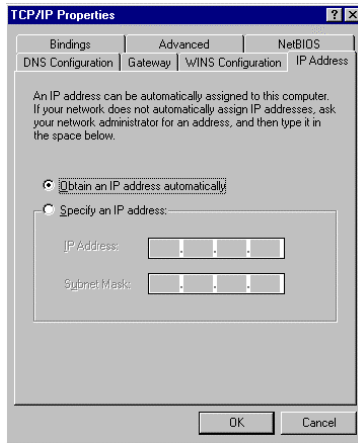 TCP/IP Properties
Bindings Advanced NetBIOS
DNS Configuration Gateway WINS Configuration IP Address
An IP address can be automatically assigned to this computer.
If your network does not automatically assign IP addresses, ask
your network administrator for an address, and then type it in
the space below.
Obtain an IP address automatically
Specify an IP address:
IP Address:
Subnet Mask:
OK Cancel